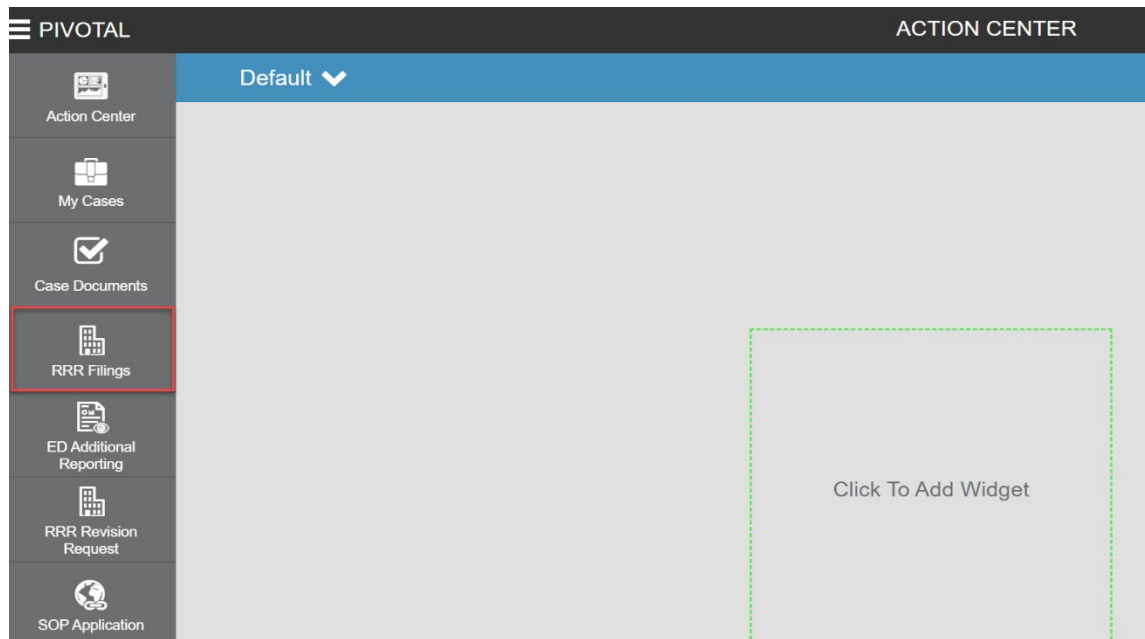 PIVOTAL
ACTION CENTER
Default
Action Center
My Cases
Case Documents
RRR Filings
ED Additional
Reporting
RRR Revision
Request
SOP Application
Click To Add Widget